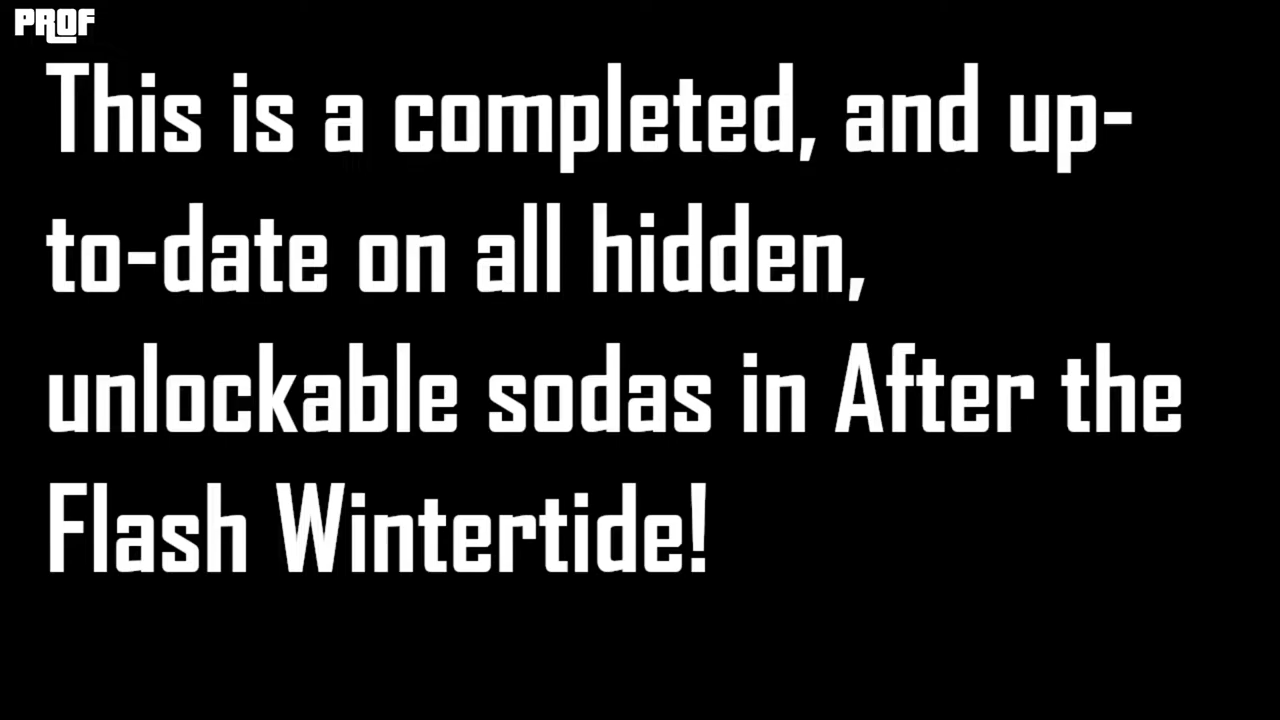 PROF
This is a completed, and up-
to-date on all hidden,
unlockable sodas in After the
Flash Wintertide!